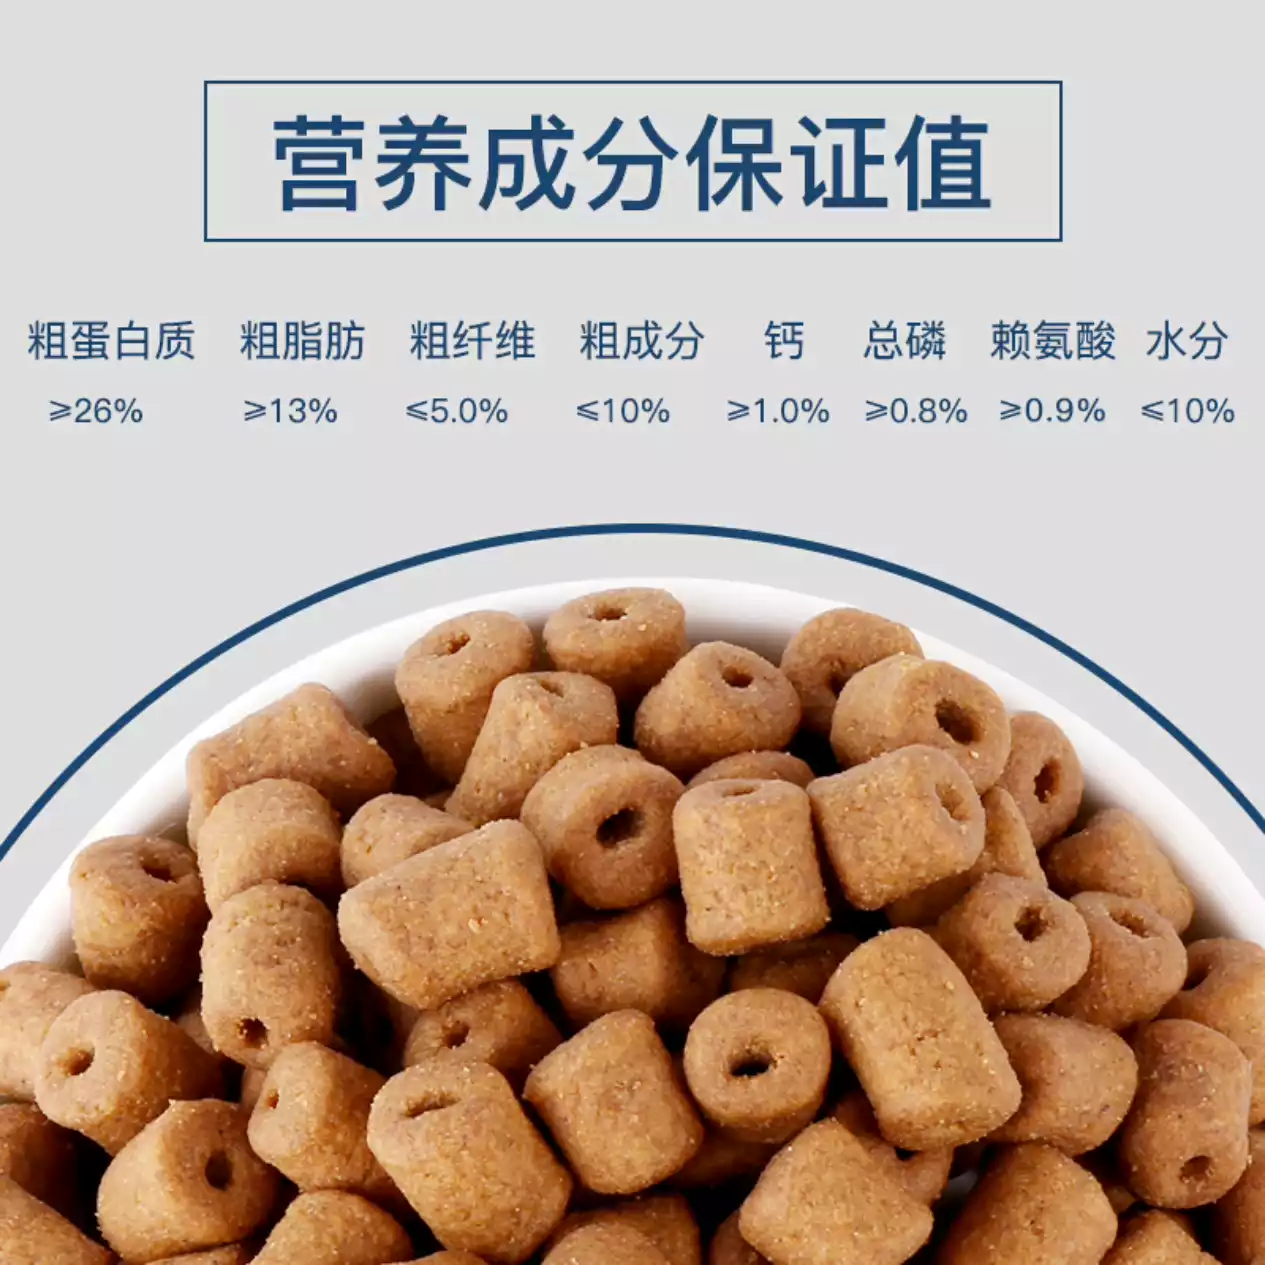 营养成分保证值
粗蛋白质 粗脂肪 粗纤维 粗成分 钙 总磷 赖氨酸 水分
≥26% ≥13% ≤5.0% ≤10% ≥1.0% ≥0.8% ≥0.9% ≤10%